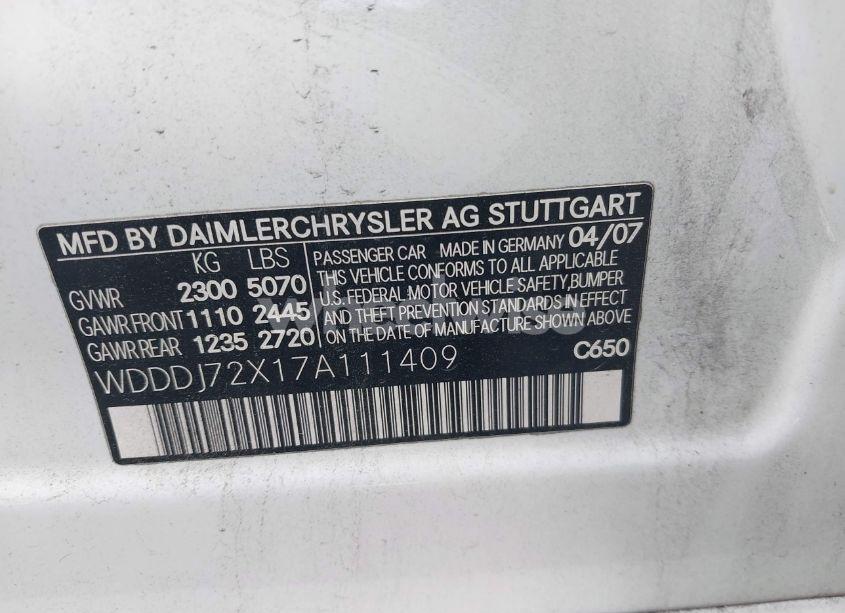 MFD BY DAIMLERCHRYSLER AG STUTTGART
KG LBS
GVWR 2300 5070
GAWR FRONT 1110 2445
GAWR REAR 1235 2720
PASSENGER CAR MADE IN GERMANY 04/07
THIS VEHICLE CONFORMS TO ALL APPLICABLE
U.S. FEDERAL MOTOR VEHICLE SAFETY, BUMPER
AND THEFT PREVENTION STANDARDS IN EFFECT
ON THE DATE OF MANUFACTURE SHOWN ABOVE.
WDDDJ72X17A111409
C650